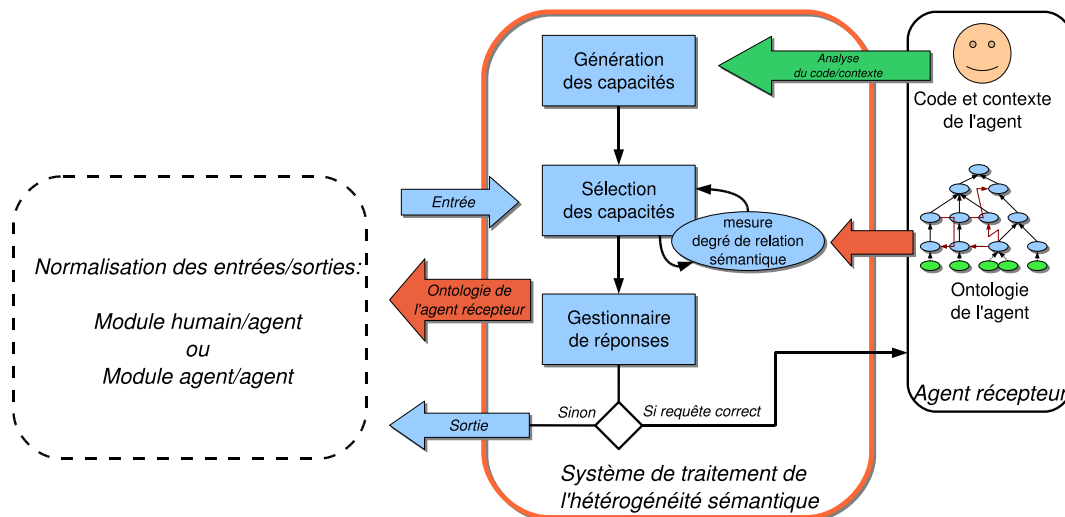 Génération
des capacités
Analyse
du code/contexte
Code et contexte
de l'agent
Entrée
Sélection
des capacités
mesure
degré de relation
sémantique
Normalisation des entrées/sorties:
Module humain/agent
ou
Module agent/agent
Ontologie de
l'agent récepteur
Gestionnaire
de réponses
Ontologie
de l'agent
Agent récepteur
Sortie
Sinon
Si requête correct
Système de traitement de
l'hétérogénéité sémantique